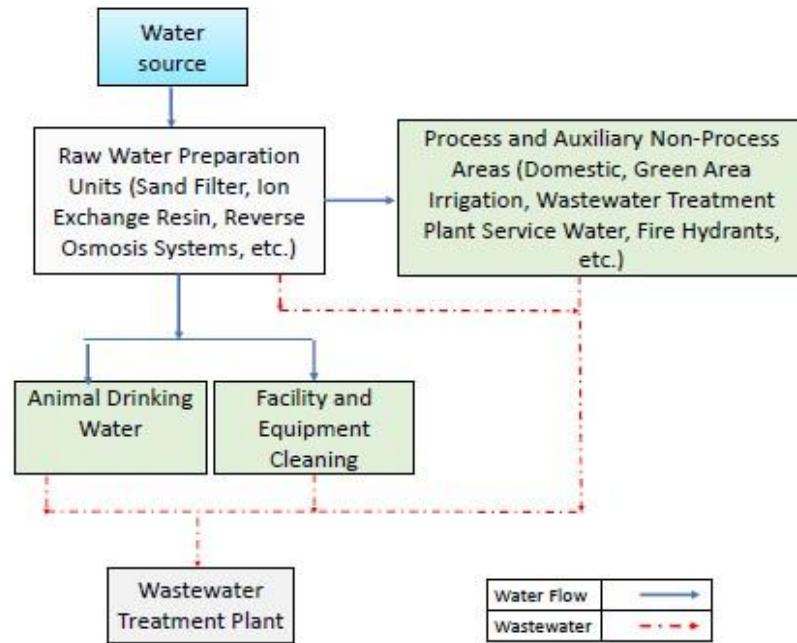 Water
source
Raw Water Preparation
Units (Sand Filter, Ion
Exchange Resin, Reverse
Osmosis Systems, etc.)
Process and Auxiliary Non-Process
Areas (Domestic, Green Area
Irrigation, Wastewater Treatment
Plant Service Water, Fire Hydrants,
etc.)
Animal Drinking
Water
Facility and
Equipment
Cleaning
Wastewater
Treatment Plant
Water Flow
Wastewater